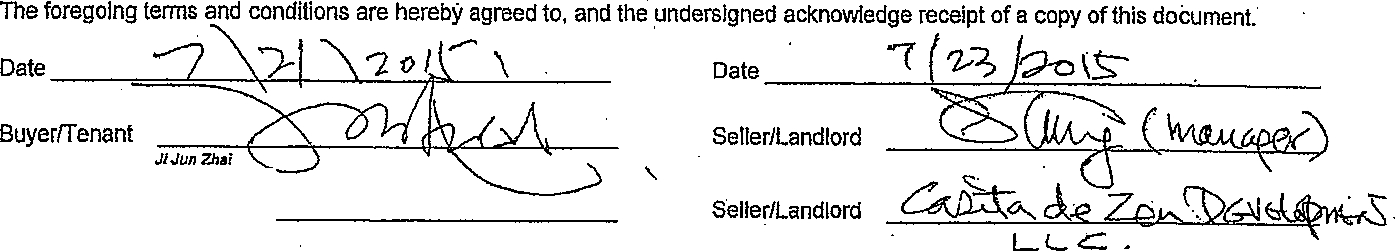 The foregoing terms and conditions are hereby agreed to, and the undersigned acknowledge receipt of a copy of this document.
Date 7/21/2015 Date 7/23/2015
Buyer/Tenant Seller/Landlord (manager)
Ji Jun Zhai
Seller/Landlord Casita de Zen Development
LLC.